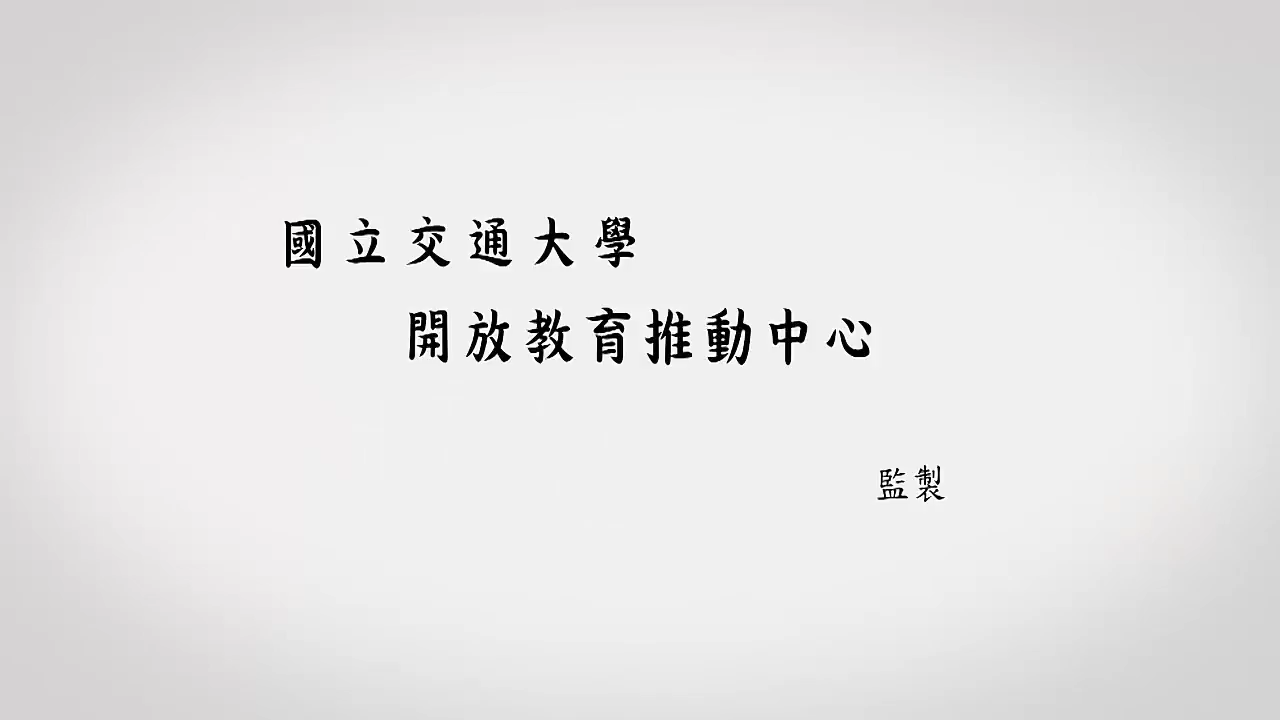 國立交通大學
開放教育推動中心
監製